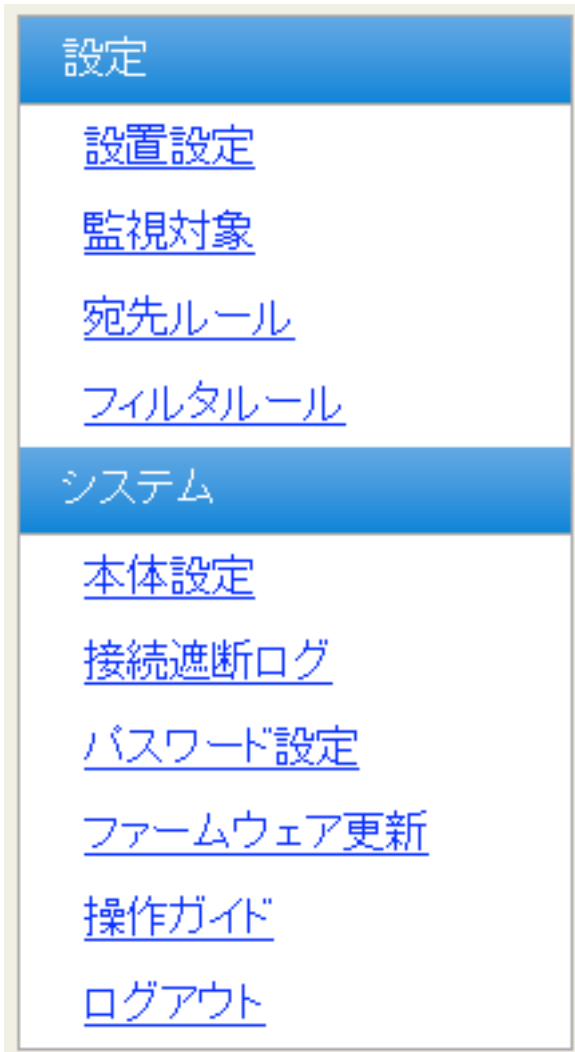 設定
設置設定
監視対象
宛先ルール
フィルタルール
システム
本体設定
接続遮断ログ
パスワード設定
ファームウェア更新
操作ガイド
ログアウト